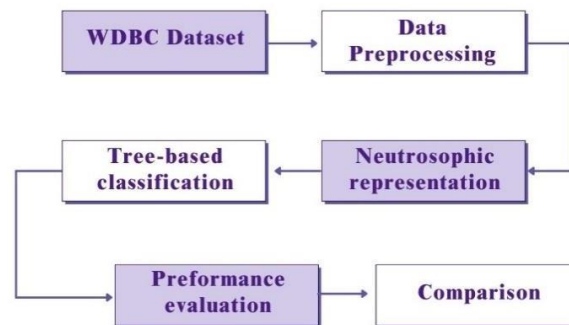 WDBC Dataset
Data
Preprocessing
Neutrosophic
representation
Tree-based
classification
Preformance
evaluation
Comparison